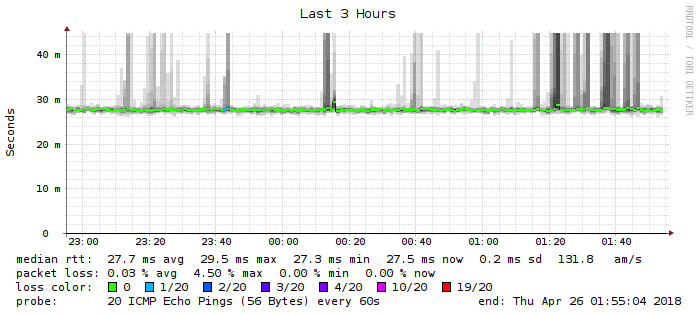 Last 3 Hours
RRDTOOL / TOBI OETIKER
Seconds
40 m
30 m
20 m
10 m
0
23:00 23:20 23:40 00:00 00:20 00:40 01:00 01:20 01:40
median rtt: 27.7 ms avg 29.5 ms max 27.3 ms min 27.5 ms now 0.2 ms sd 131.8 am/s
packet loss: 0.03 % avg 4.50 % max 0.00 % min 0.00 % now
loss color: 0 1/20 2/20 3/20 4/20 10/20 19/20
probe: 20 ICMP Echo Pings (56 Bytes) every 60s end: Thu Apr 26 01:55:04 2018